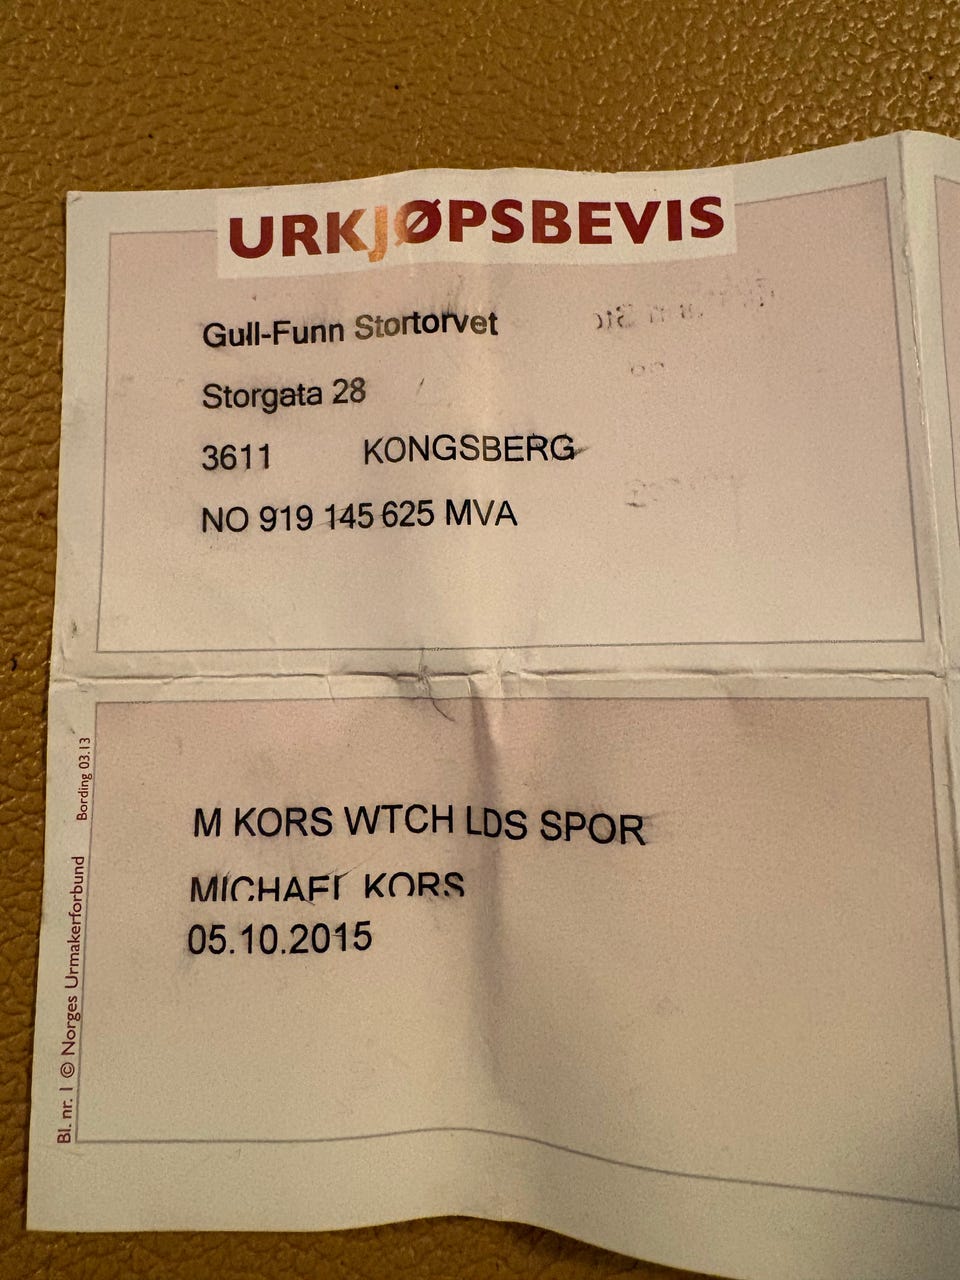 URKJØPSBEVIS
Gull-Funn Stortorvet
Storgata 28
3611 KONGSBERG
NO 919 145 625 MVA
M KORS WTCH LDS SPOR
MICHAEL KORS
05.10.2015
Bl. nr. 1 © Norges Urmakerforbund Bording 03.13